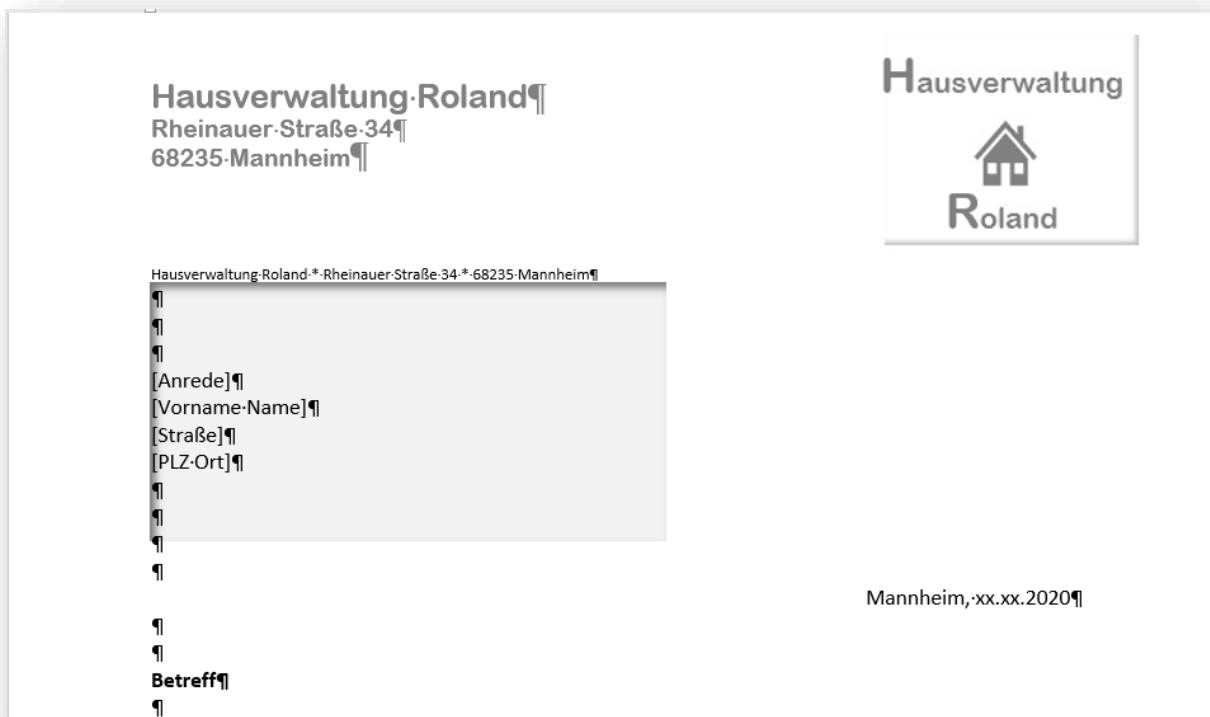 Hausverwaltung·Roland¶
Rheinauer·Straße·34¶
68235·Mannheim¶
Hausverwaltung
Roland
Hausverwaltung·Roland·*·Rheinauer·Straße·34·*·68235·Mannheim¶
¶
¶
¶
[Anrede]¶
[Vorname·Name]¶
[Straße]¶
[PLZ·Ort]¶
¶
¶
¶
¶
Mannheim,·xx.xx.2020¶
¶
¶
Betreff¶
¶